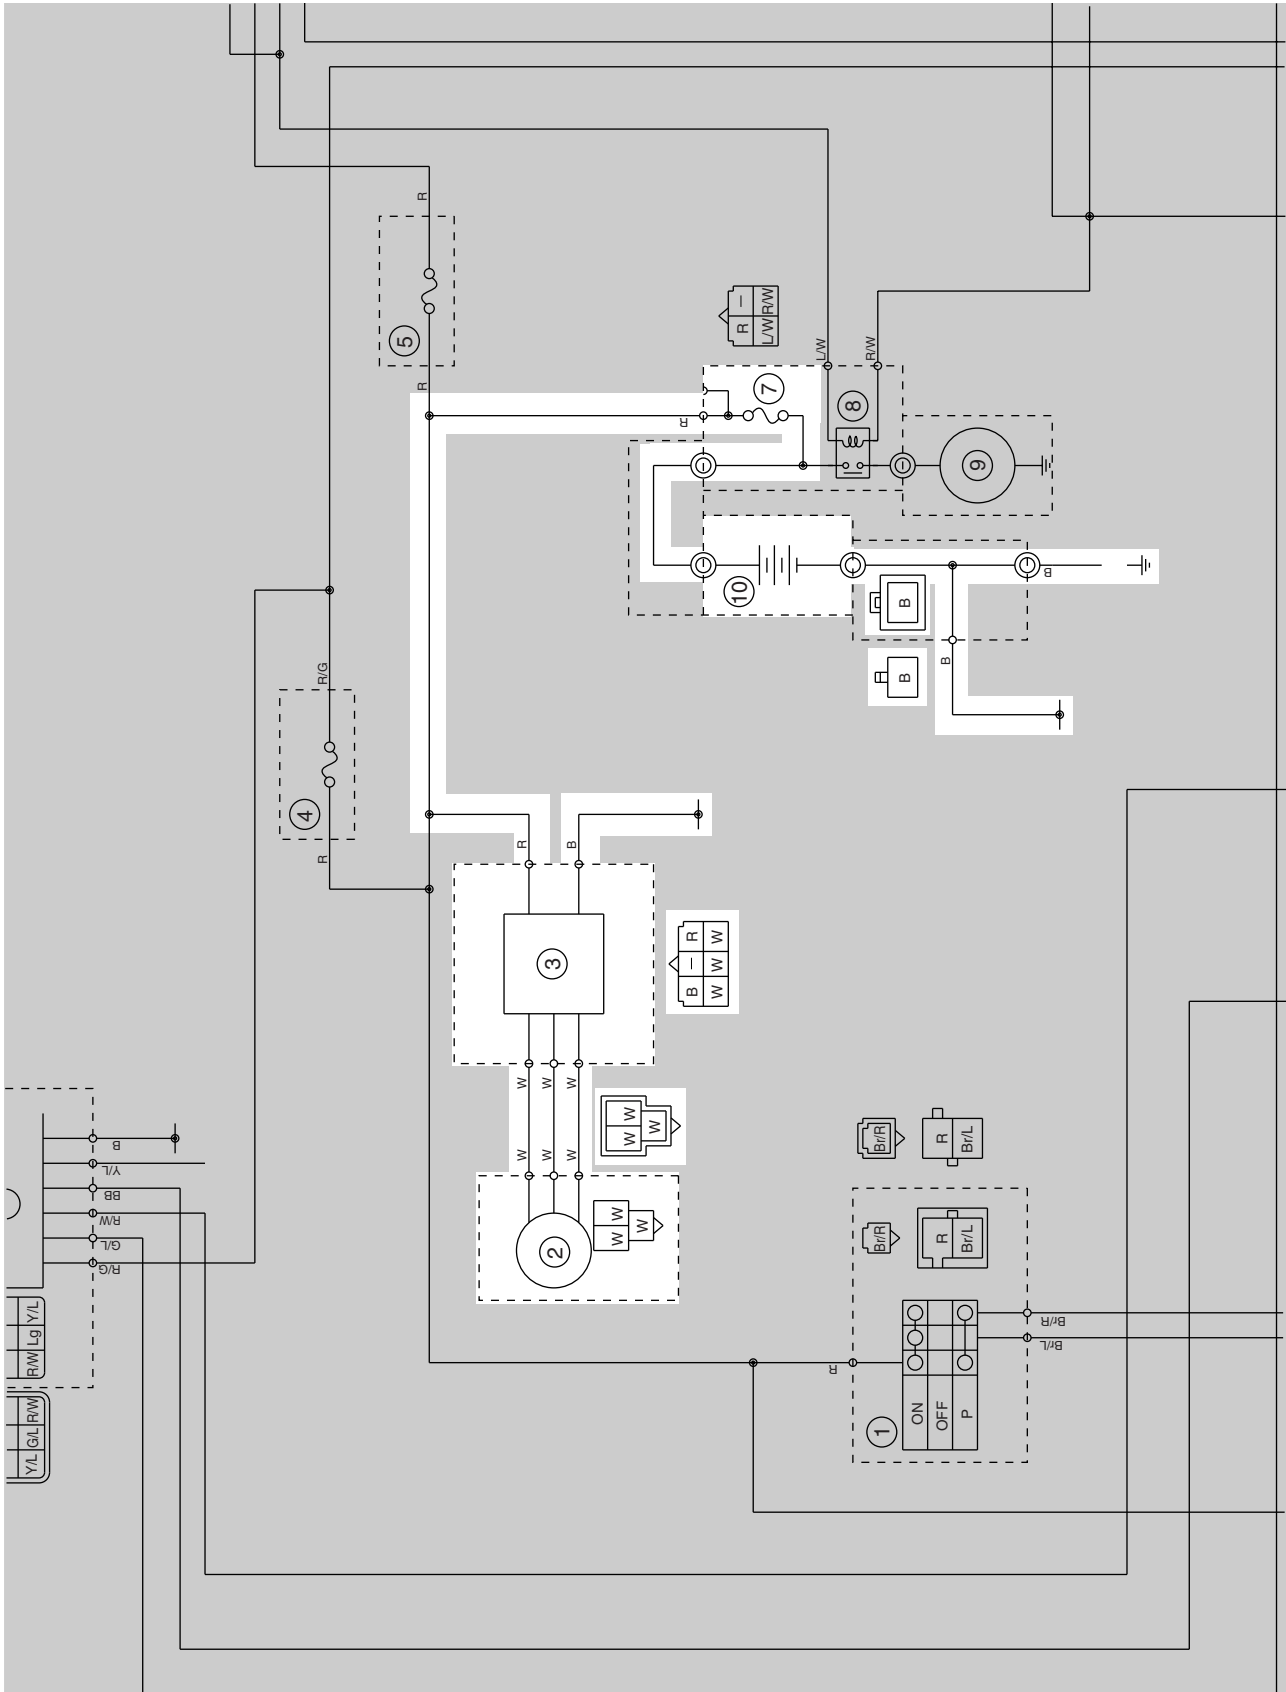 R
5
R
R –
L/W R/W
L/W
R/W
7
R
8
9
10
B
B
B
B
R/G
4
R
R
B
3
R W
– W
B W
W
W
W
W
W
W
W W
W
2
W W
W
B
Y/L
BB
R/W
G/L
R/G
R/W Lg Y/L
Y/L G/L R/W
Br/R
R
Br/L
Br/R
R
Br/L
R
1
ON
OFF
P
Br/R
Br/L